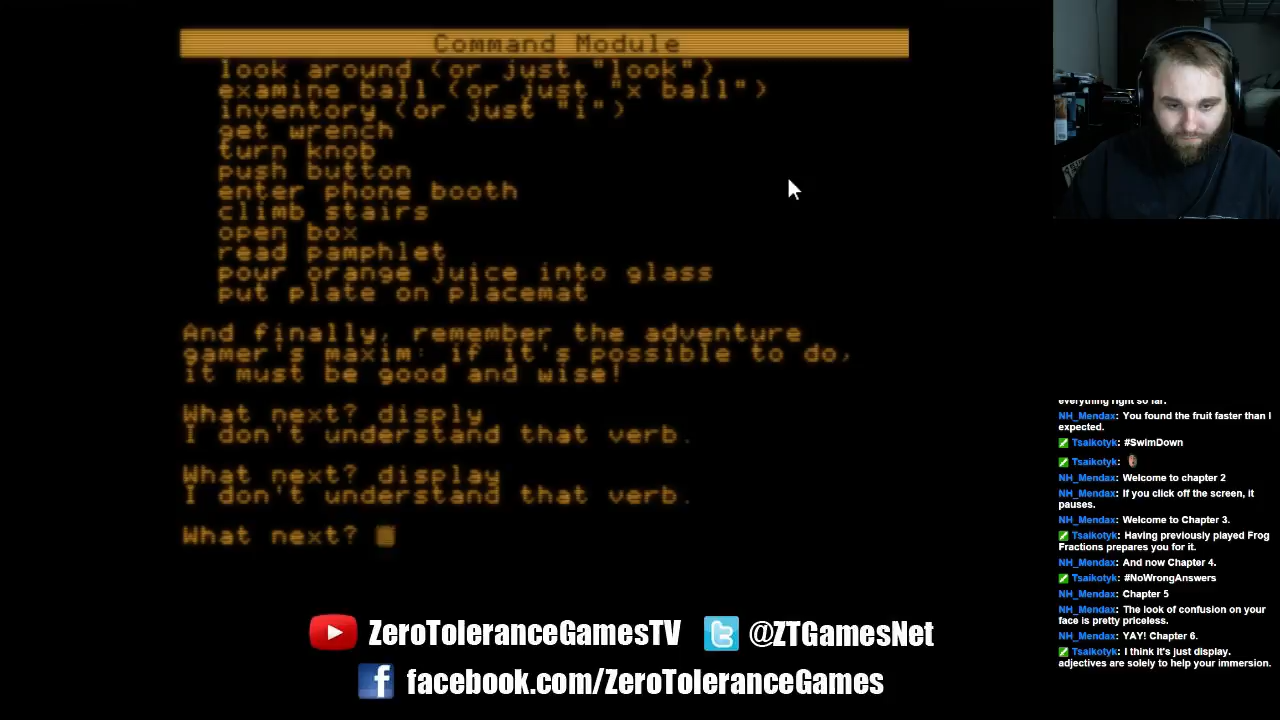 Command Module
look around (or just "look")
examine ball (or just "x ball")
inventory (or just "i")
get wrench
turn knob
push button
enter phone booth
climb stairs
open box
read pamphlet
pour orange juice into glass
put plate on placemat
And finally, remember the adventure
gamer's maxim: if it's possible to do,
it must be good and wise!
What next? disply
I don't understand that verb.
What next? display
I don't understand that verb.
What next?
ZeroToleranceGamesTV
@ZTGamesNet
facebook.com/ZeroToleranceGames
everything right so far.
NH_Mendax: You found the fruit faster than I
expected.
Tsaikotyk: #SwimDown
Tsaikotyk:
NH_Mendax: Welcome to chapter 2
NH_Mendax: If you click off the screen, it
pauses.
NH_Mendax: Welcome to Chapter 3.
Tsaikotyk: Having previously played Frog
Fractions prepares you for it.
NH_Mendax: And now Chapter 4.
Tsaikotyk: #NoWrongAnswers
NH_Mendax: Chapter 5
NH_Mendax: The look of confusion on your
face is pretty priceless.
NH_Mendax: YAY! Chapter 6.
Tsaikotyk: I think it's just display.
adjectives are solely to help your immersion.